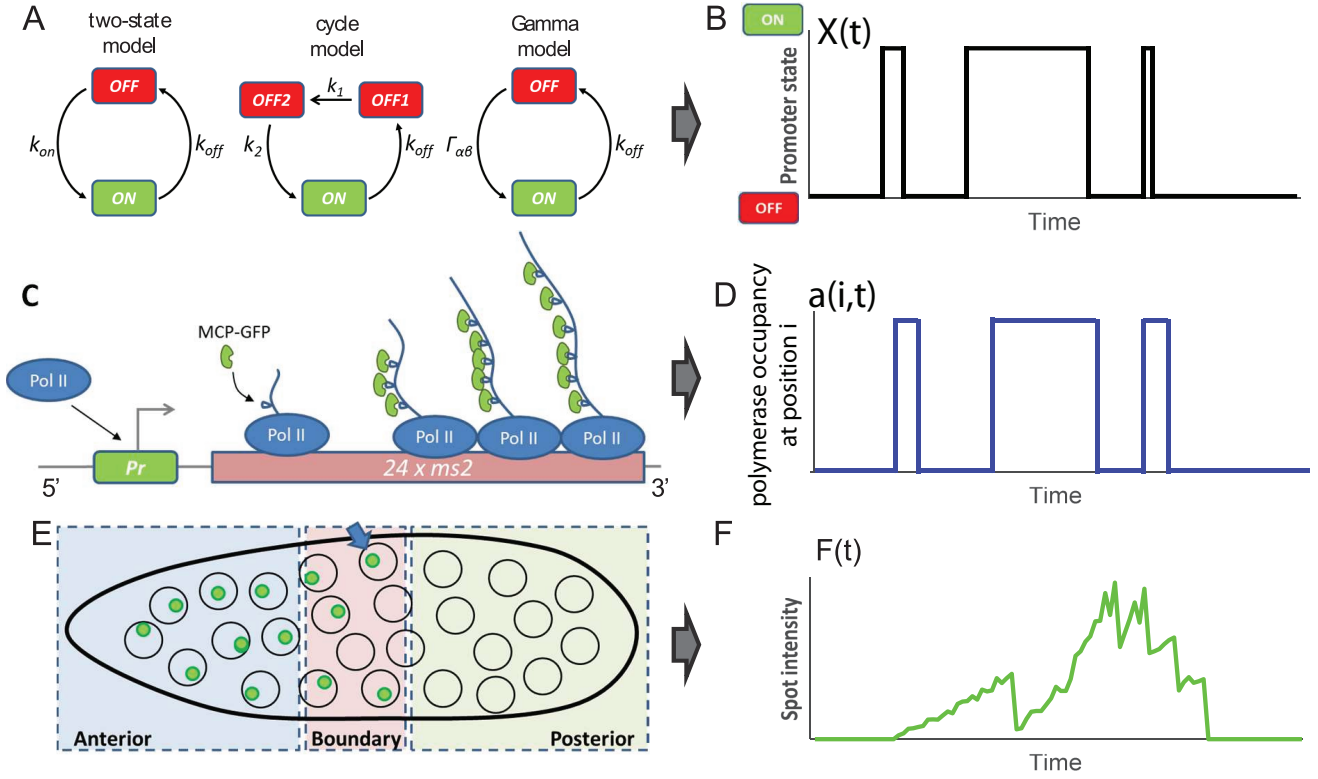 A
two-state
model
OFF
kon
koff
ON
cycle
model
OFF2
k1
OFF1
k2
koff
ON
Gamma
model
OFF
Γαβ
koff
ON
B
ON
X(t)
Promoter state
OFF
Time
C
MCP-GFP
Pol II
Pol II
Pol II
Pol II
Pol II
Pr
24 x ms2
5’
3’
D
a(i,t)
polymerase occupancy
at position i
Time
E
Anterior
Boundary
Posterior
F
F(t)
Spot intensity
Time